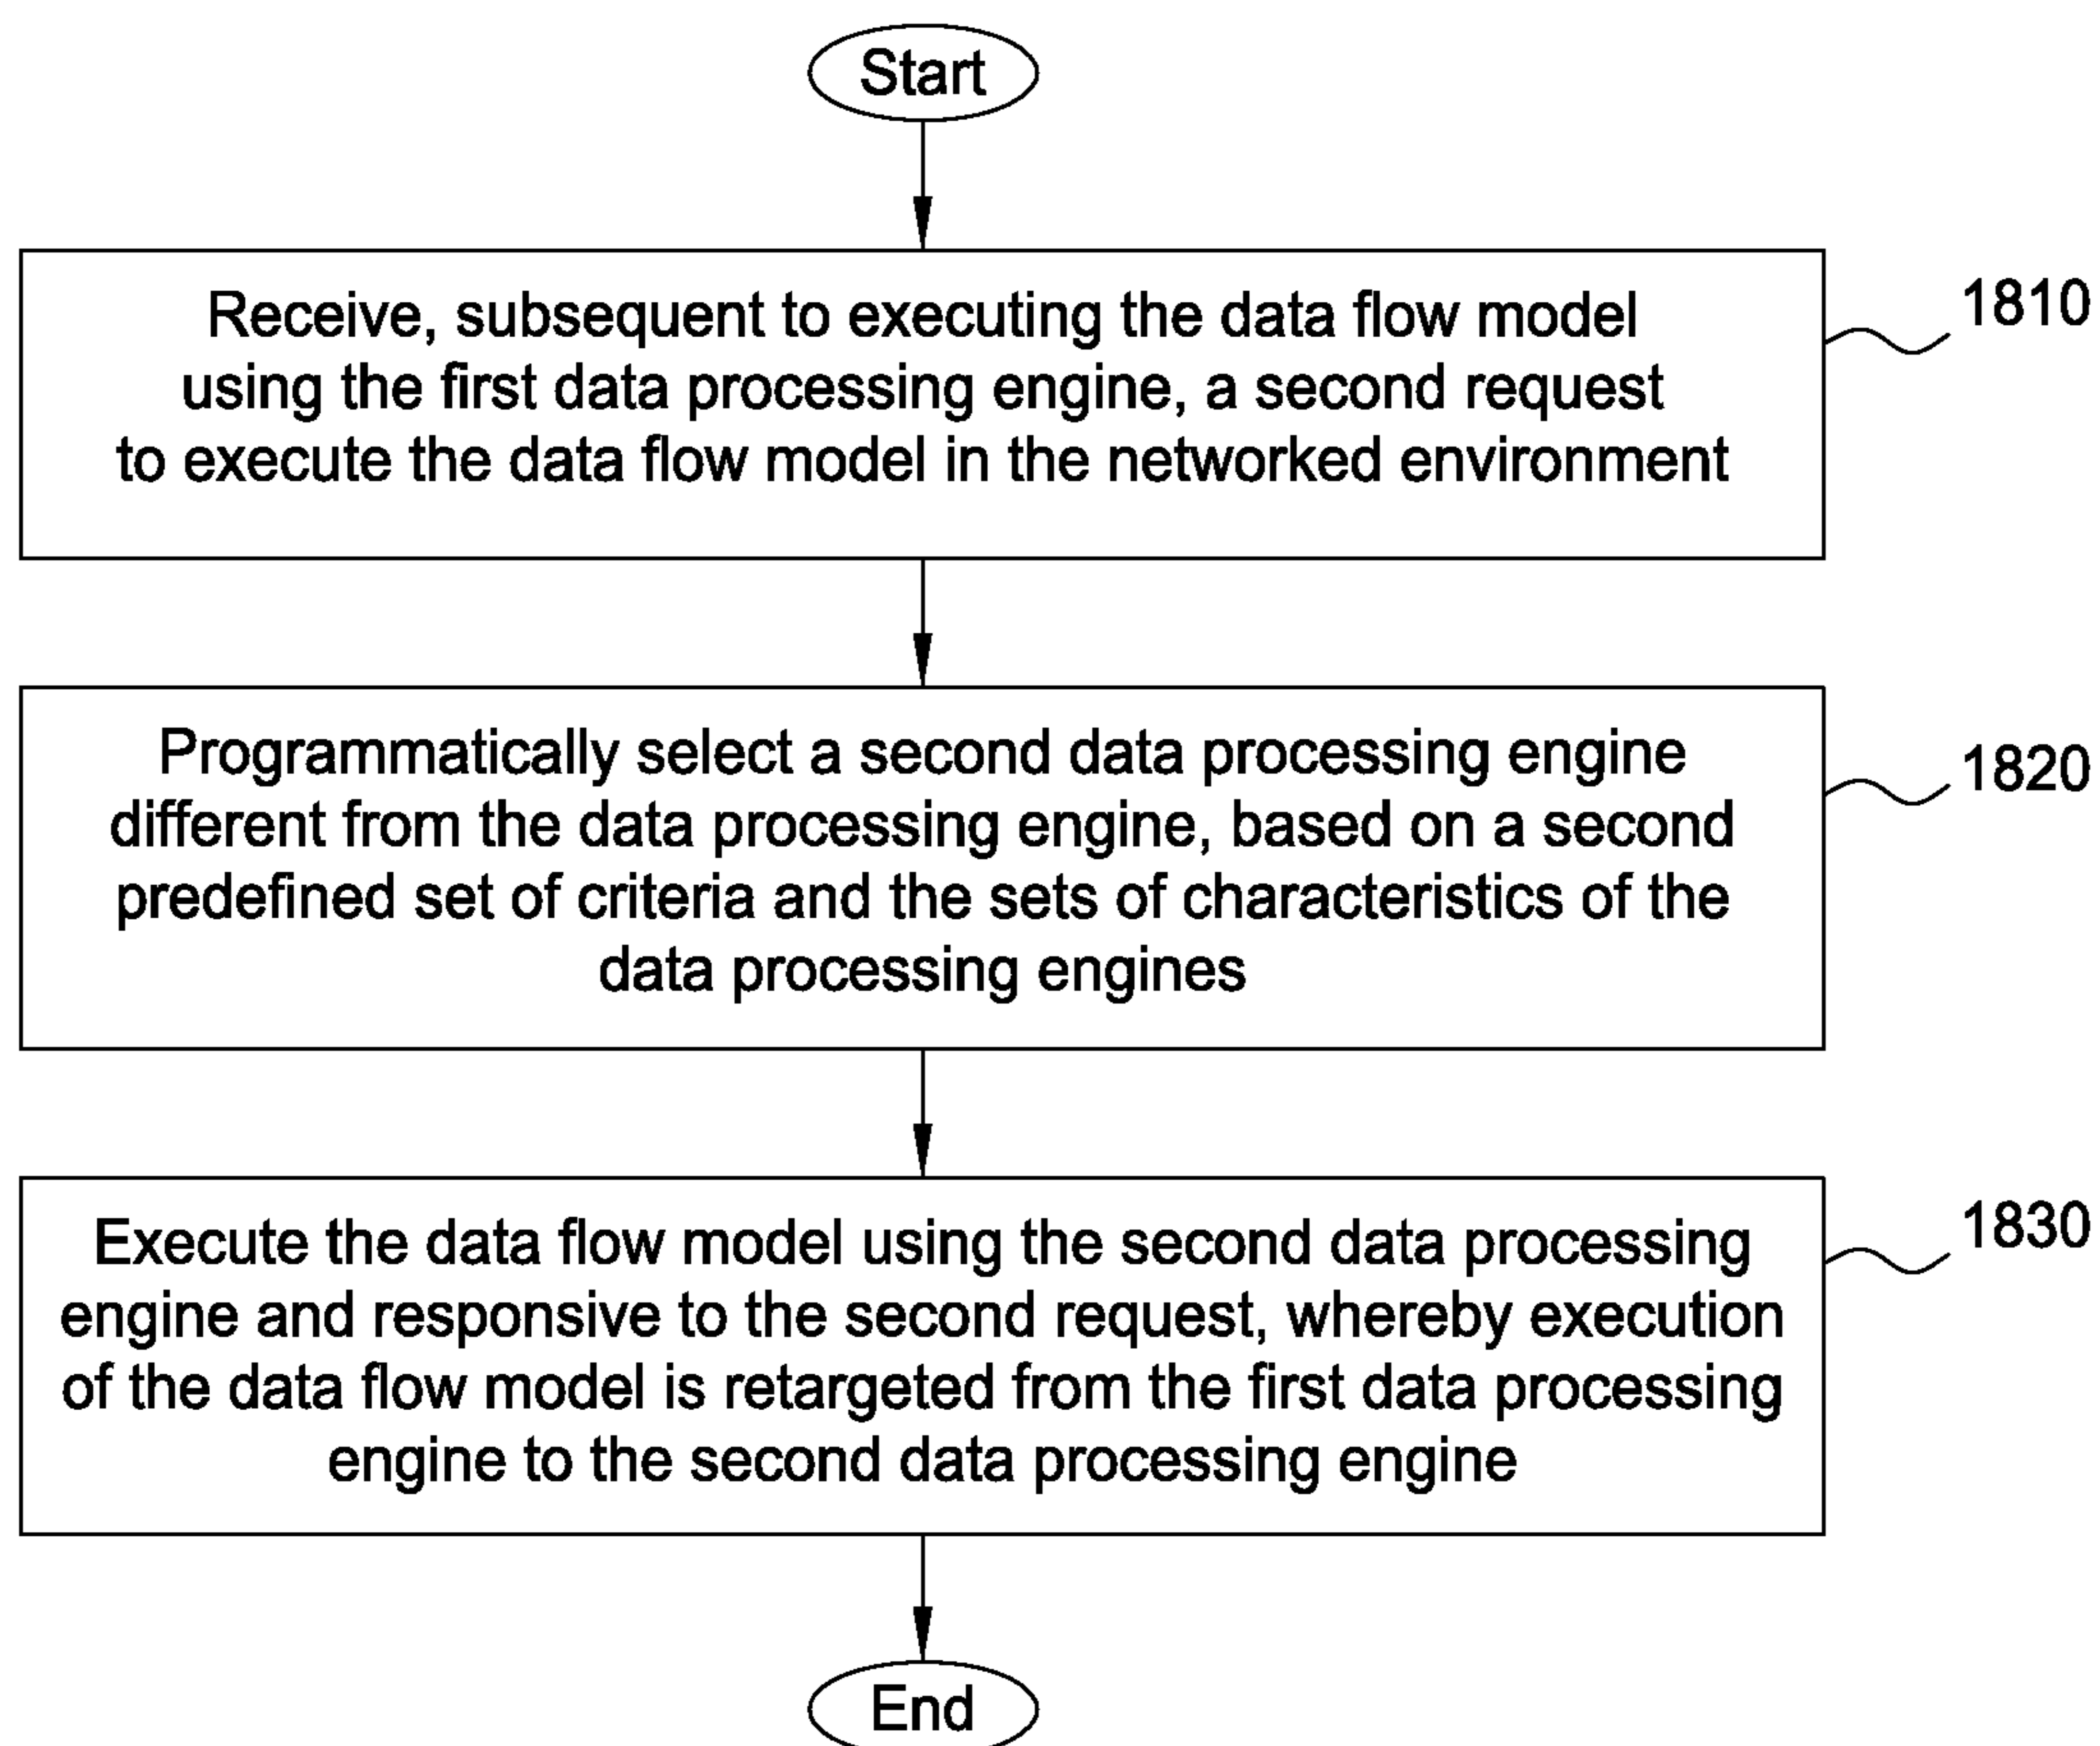 Start
Receive, subsequent to executing the data flow model
using the first data processing engine, a second request
to execute the data flow model in the networked environment
1810
Programmatically select a second data processing engine
different from the data processing engine, based on a second
predefined set of criteria and the sets of characteristics of the
data processing engines
1820
Execute the data flow model using the second data processing
engine and responsive to the second request, whereby execution
of the data flow model is retargeted from the first data processing
engine to the second data processing engine
1830
End